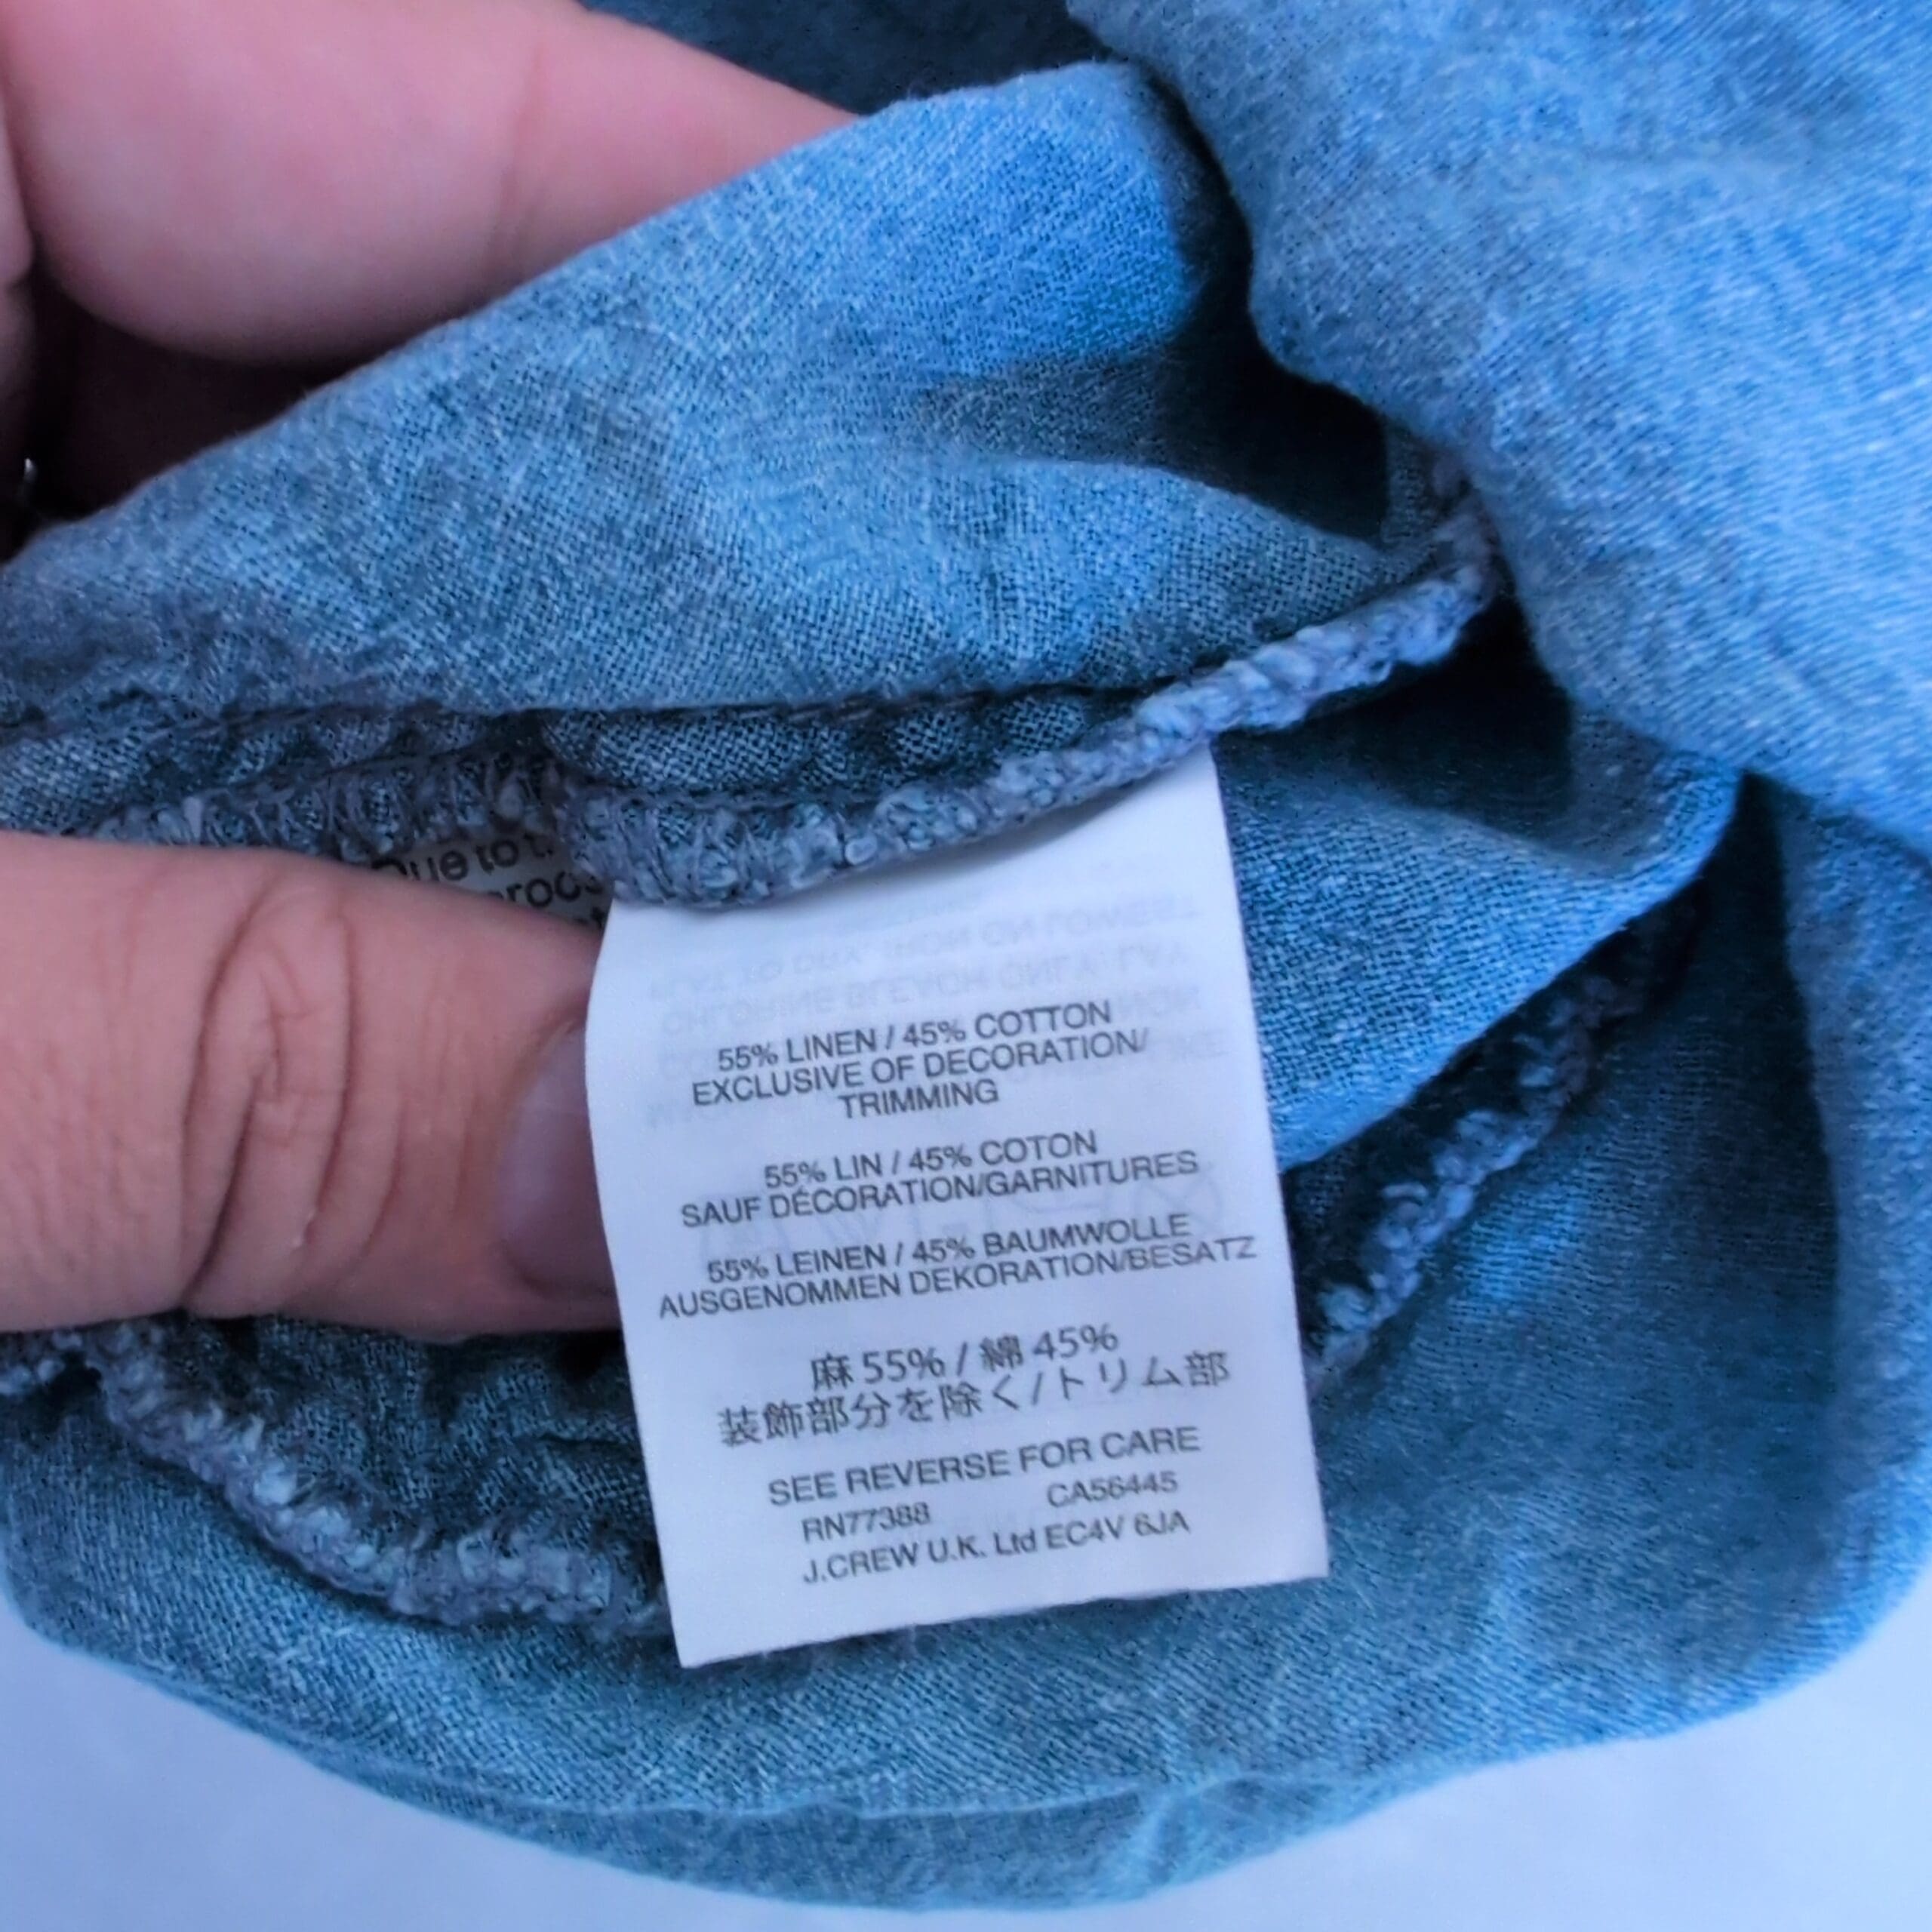 Due to
55% LINEN / 45% COTTON
EXCLUSIVE OF DECORATION/
TRIMMING
55% LIN / 45% COTON
SAUF DÉCORATION/GARNITURES
55% LEINEN / 45% BAUMWOLLE
AUSGENOMMEN DEKORATION/BESATZ
麻 55% / 綿 45%
装飾部分を除く/トリム部
SEE REVERSE FOR CARE
RN77388 CA56445
J.CREW U.K. Ltd EC4V 6JA